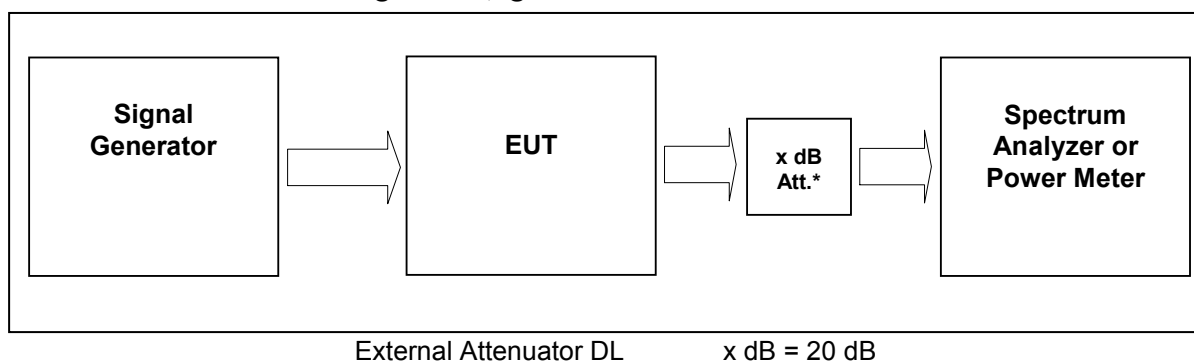 Signal
Generator
EUT
x dB
Att.*
Spectrum
Analyzer or
Power Meter
External Attenuator DL x dB = 20 dB